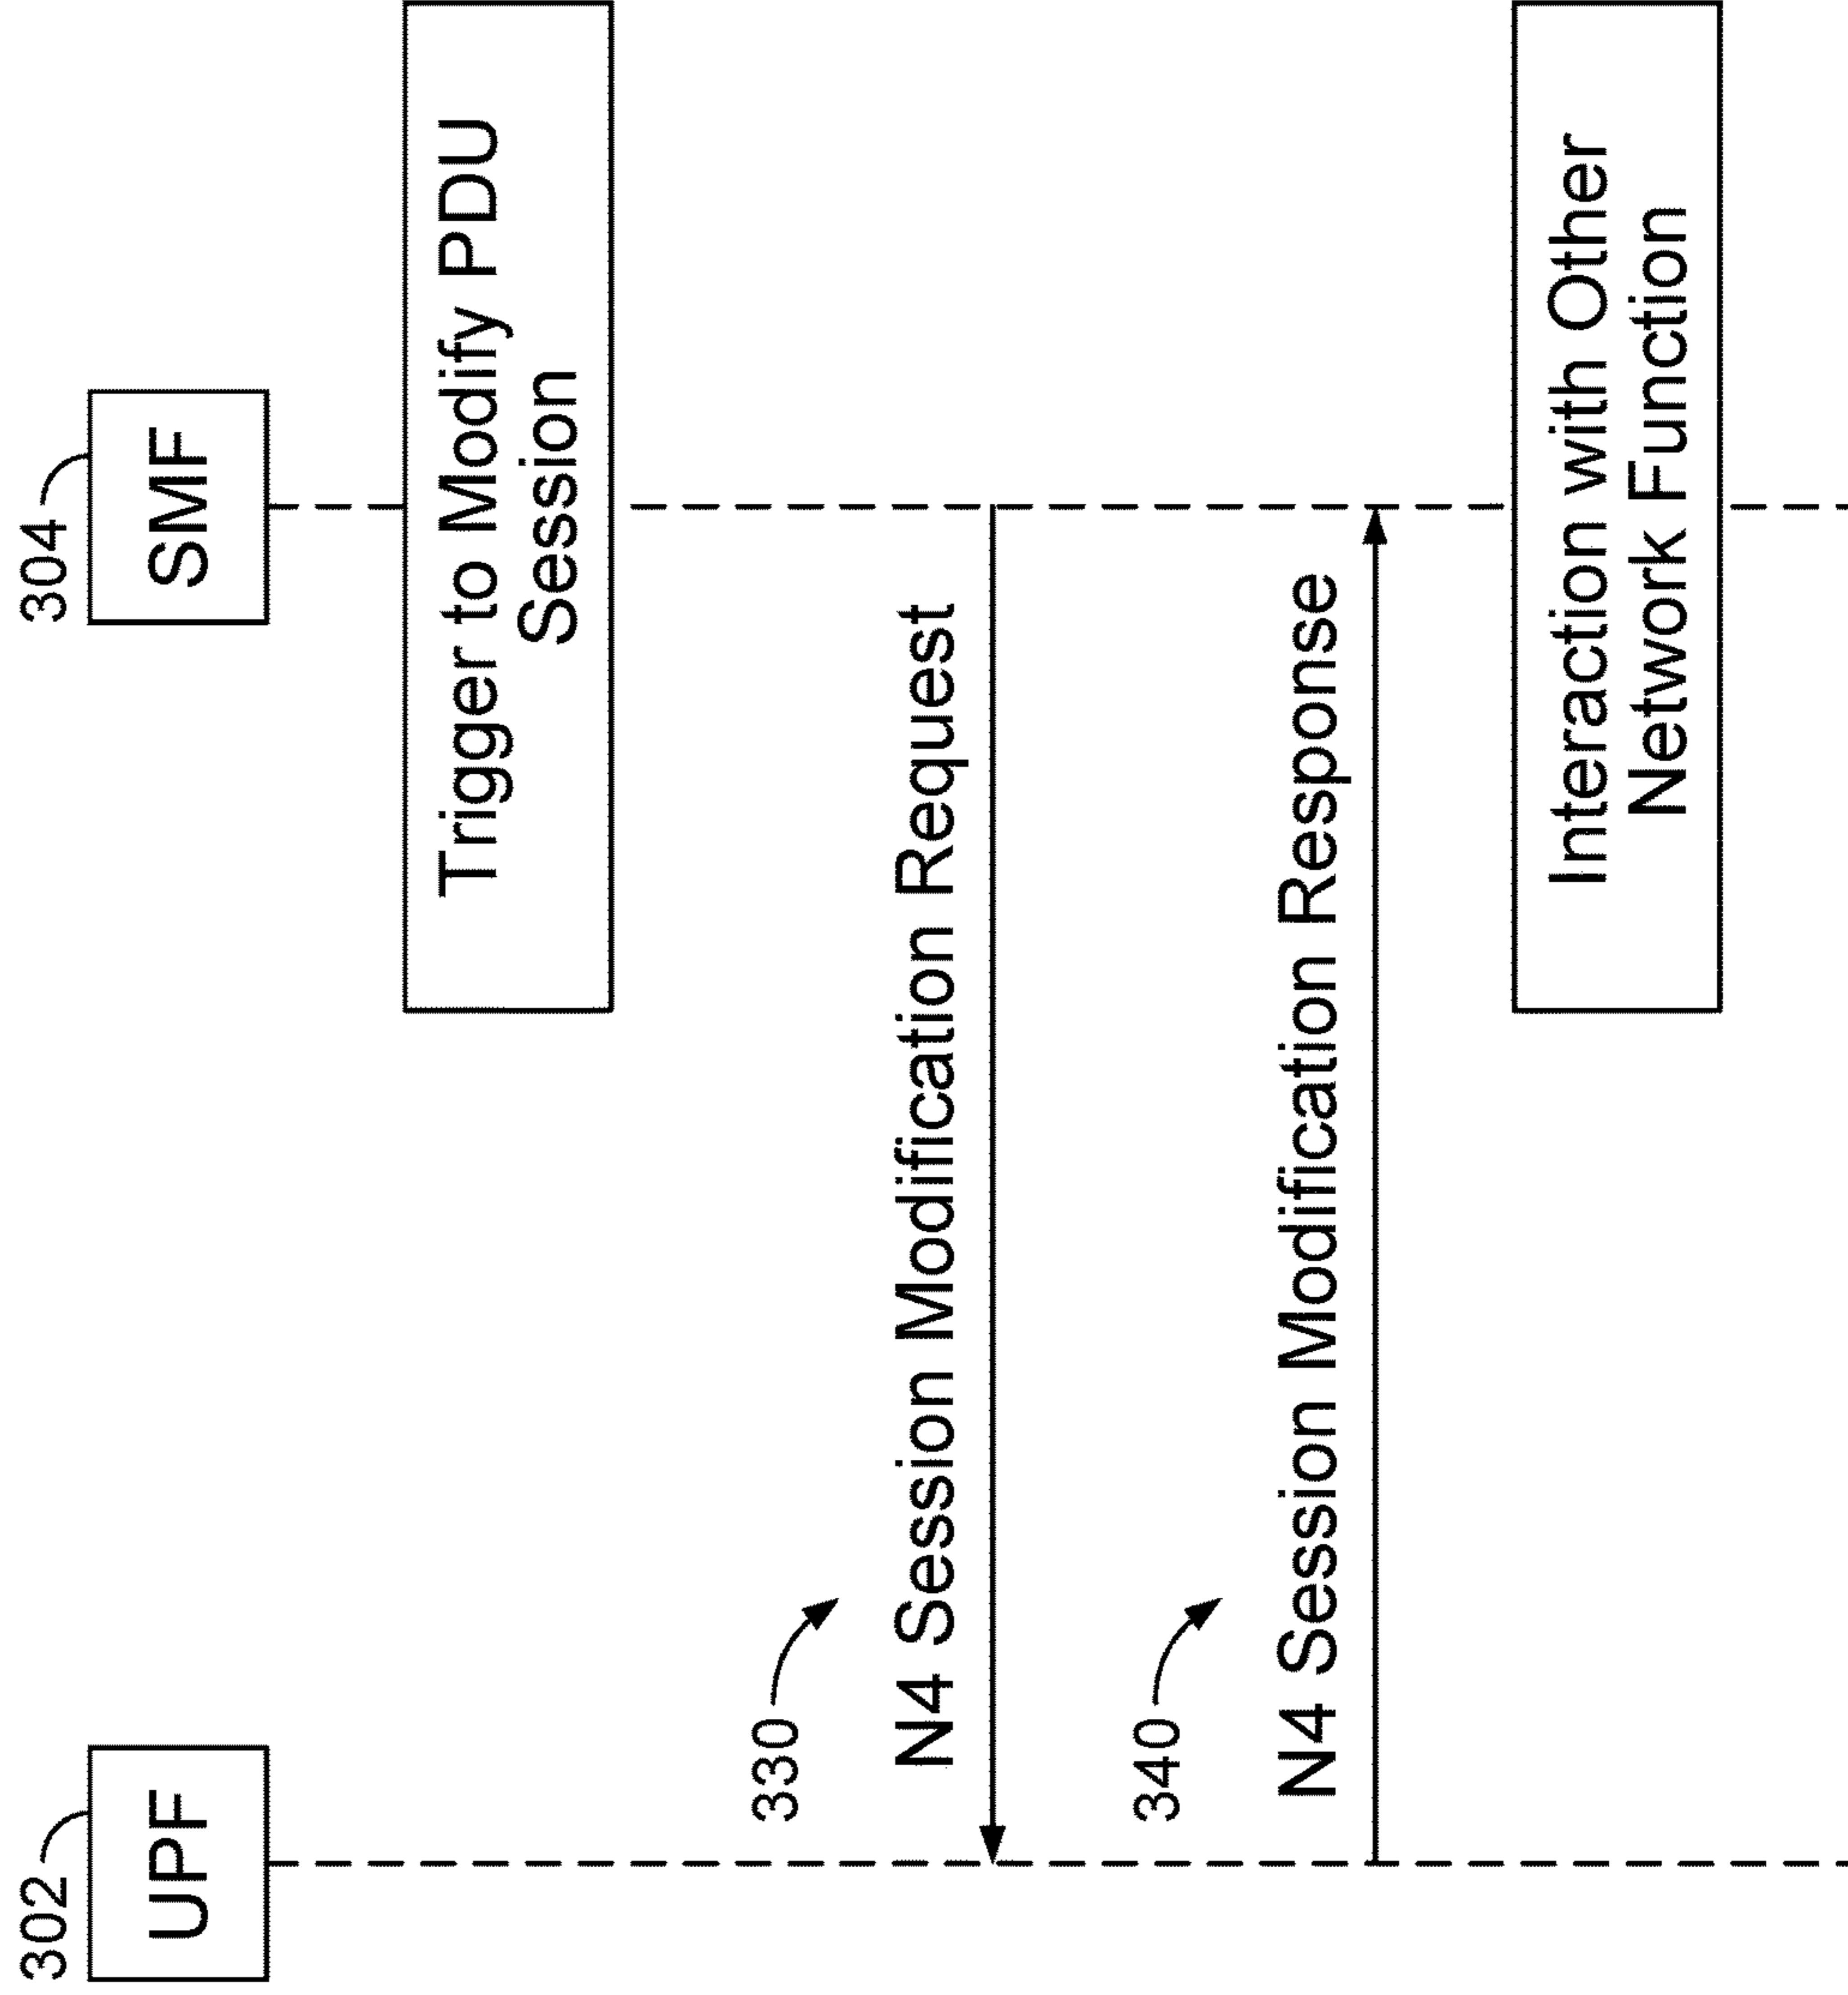 302
UPF
304
SMF
Trigger to Modify PDU
Session
330
N4 Session Modification Request
340
N4 Session Modification Response
Interaction with Other
Network Function